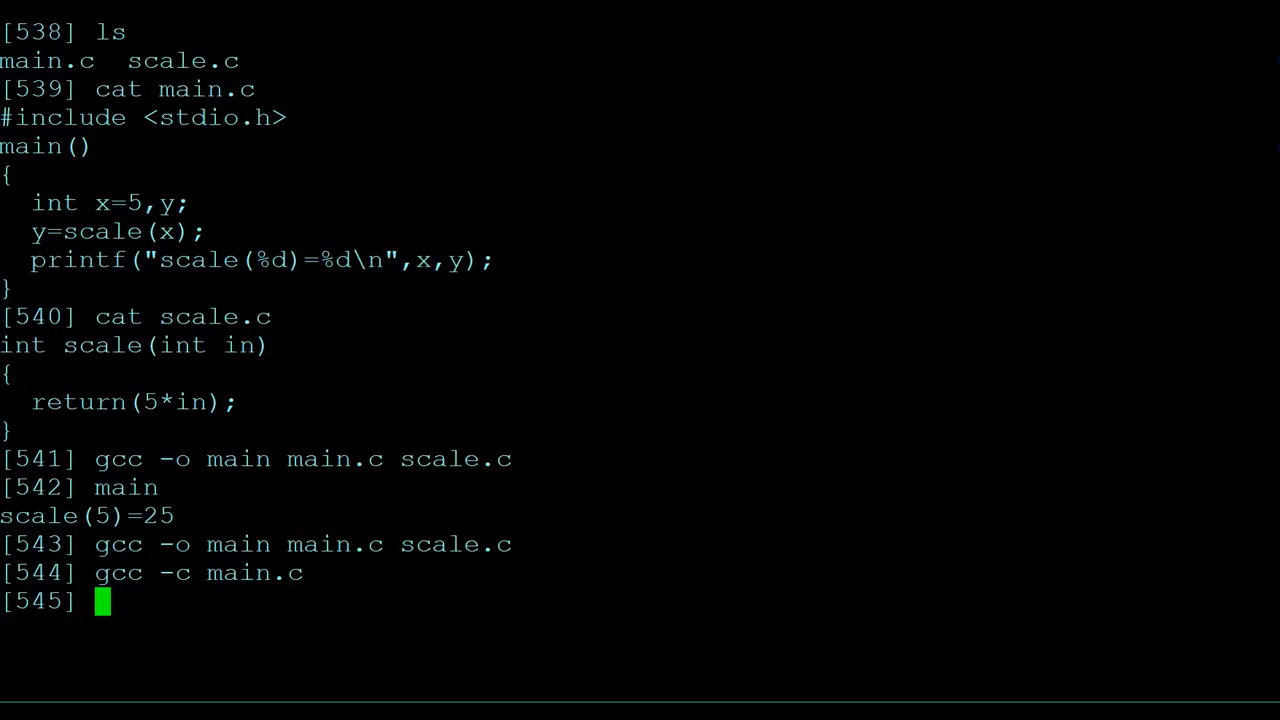 [538] ls
main.c  scale.c
[539] cat main.c
#include <stdio.h>
main()
{
  int x=5,y;
  y=scale(x);
  printf("scale(%d)=%d\n",x,y);
}
[540] cat scale.c
int scale(int in)
{
  return(5*in);
}
[541] gcc -o main main.c scale.c
[542] main
scale(5)=25
[543] gcc -o main main.c scale.c
[544] gcc -c main.c
[545]